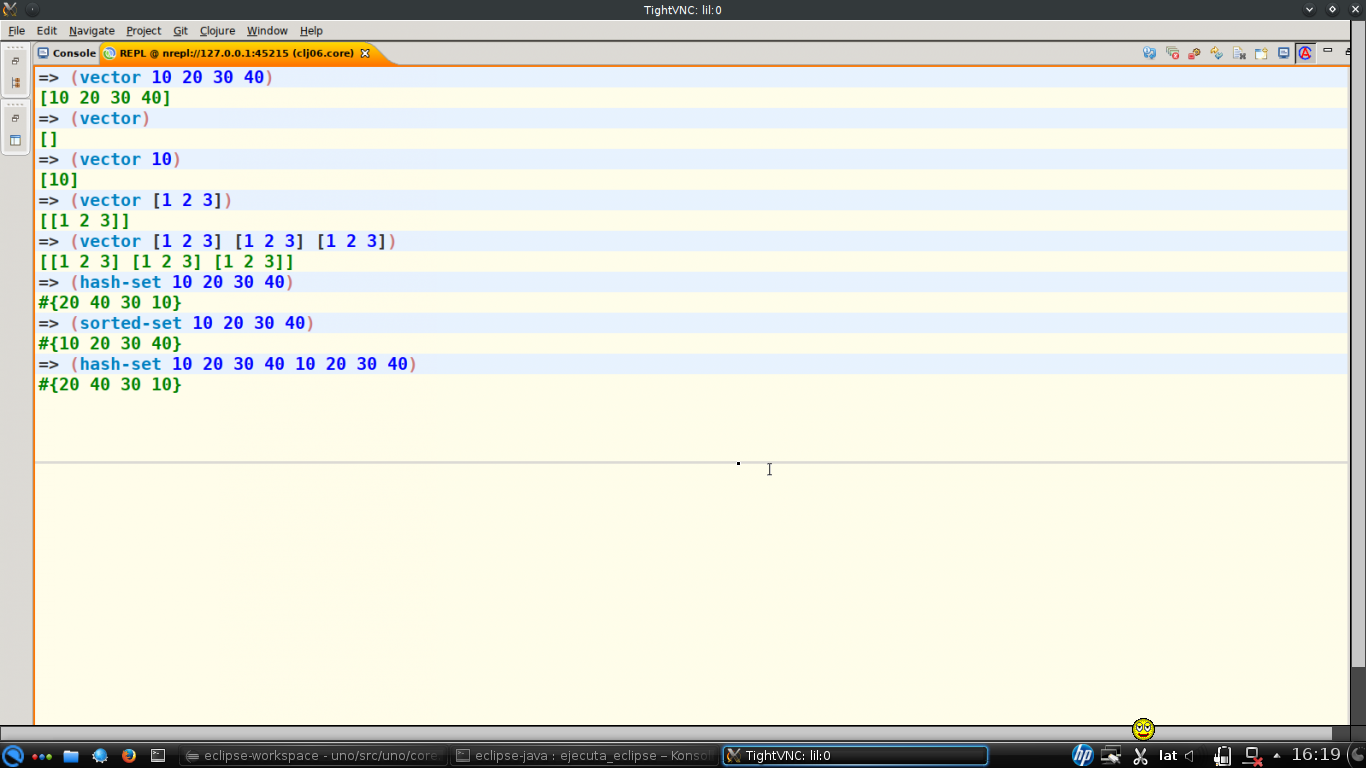 TightVNC: lil:0
File Edit Navigate Project Git Clojure Window Help
Console REPL @ nrepl://127.0.0.1:45215 (clj06.core)
=> (vector 10 20 30 40)
[10 20 30 40]
=> (vector)
[]
=> (vector 10)
[10]
=> (vector [1 2 3])
[[1 2 3]]
=> (vector [1 2 3] [1 2 3] [1 2 3])
[[1 2 3] [1 2 3] [1 2 3]]
=> (hash-set 10 20 30 40)
#{20 40 30 10}
=> (sorted-set 10 20 30 40)
#{10 20 30 40}
=> (hash-set 10 20 30 40 10 20 30 40)
#{20 40 30 10}
eclipse-workspace - uno/src/uno/core eclipse-java : ejecuta_eclipse – Konso TightVNC: lil:0 hp lat 16:19